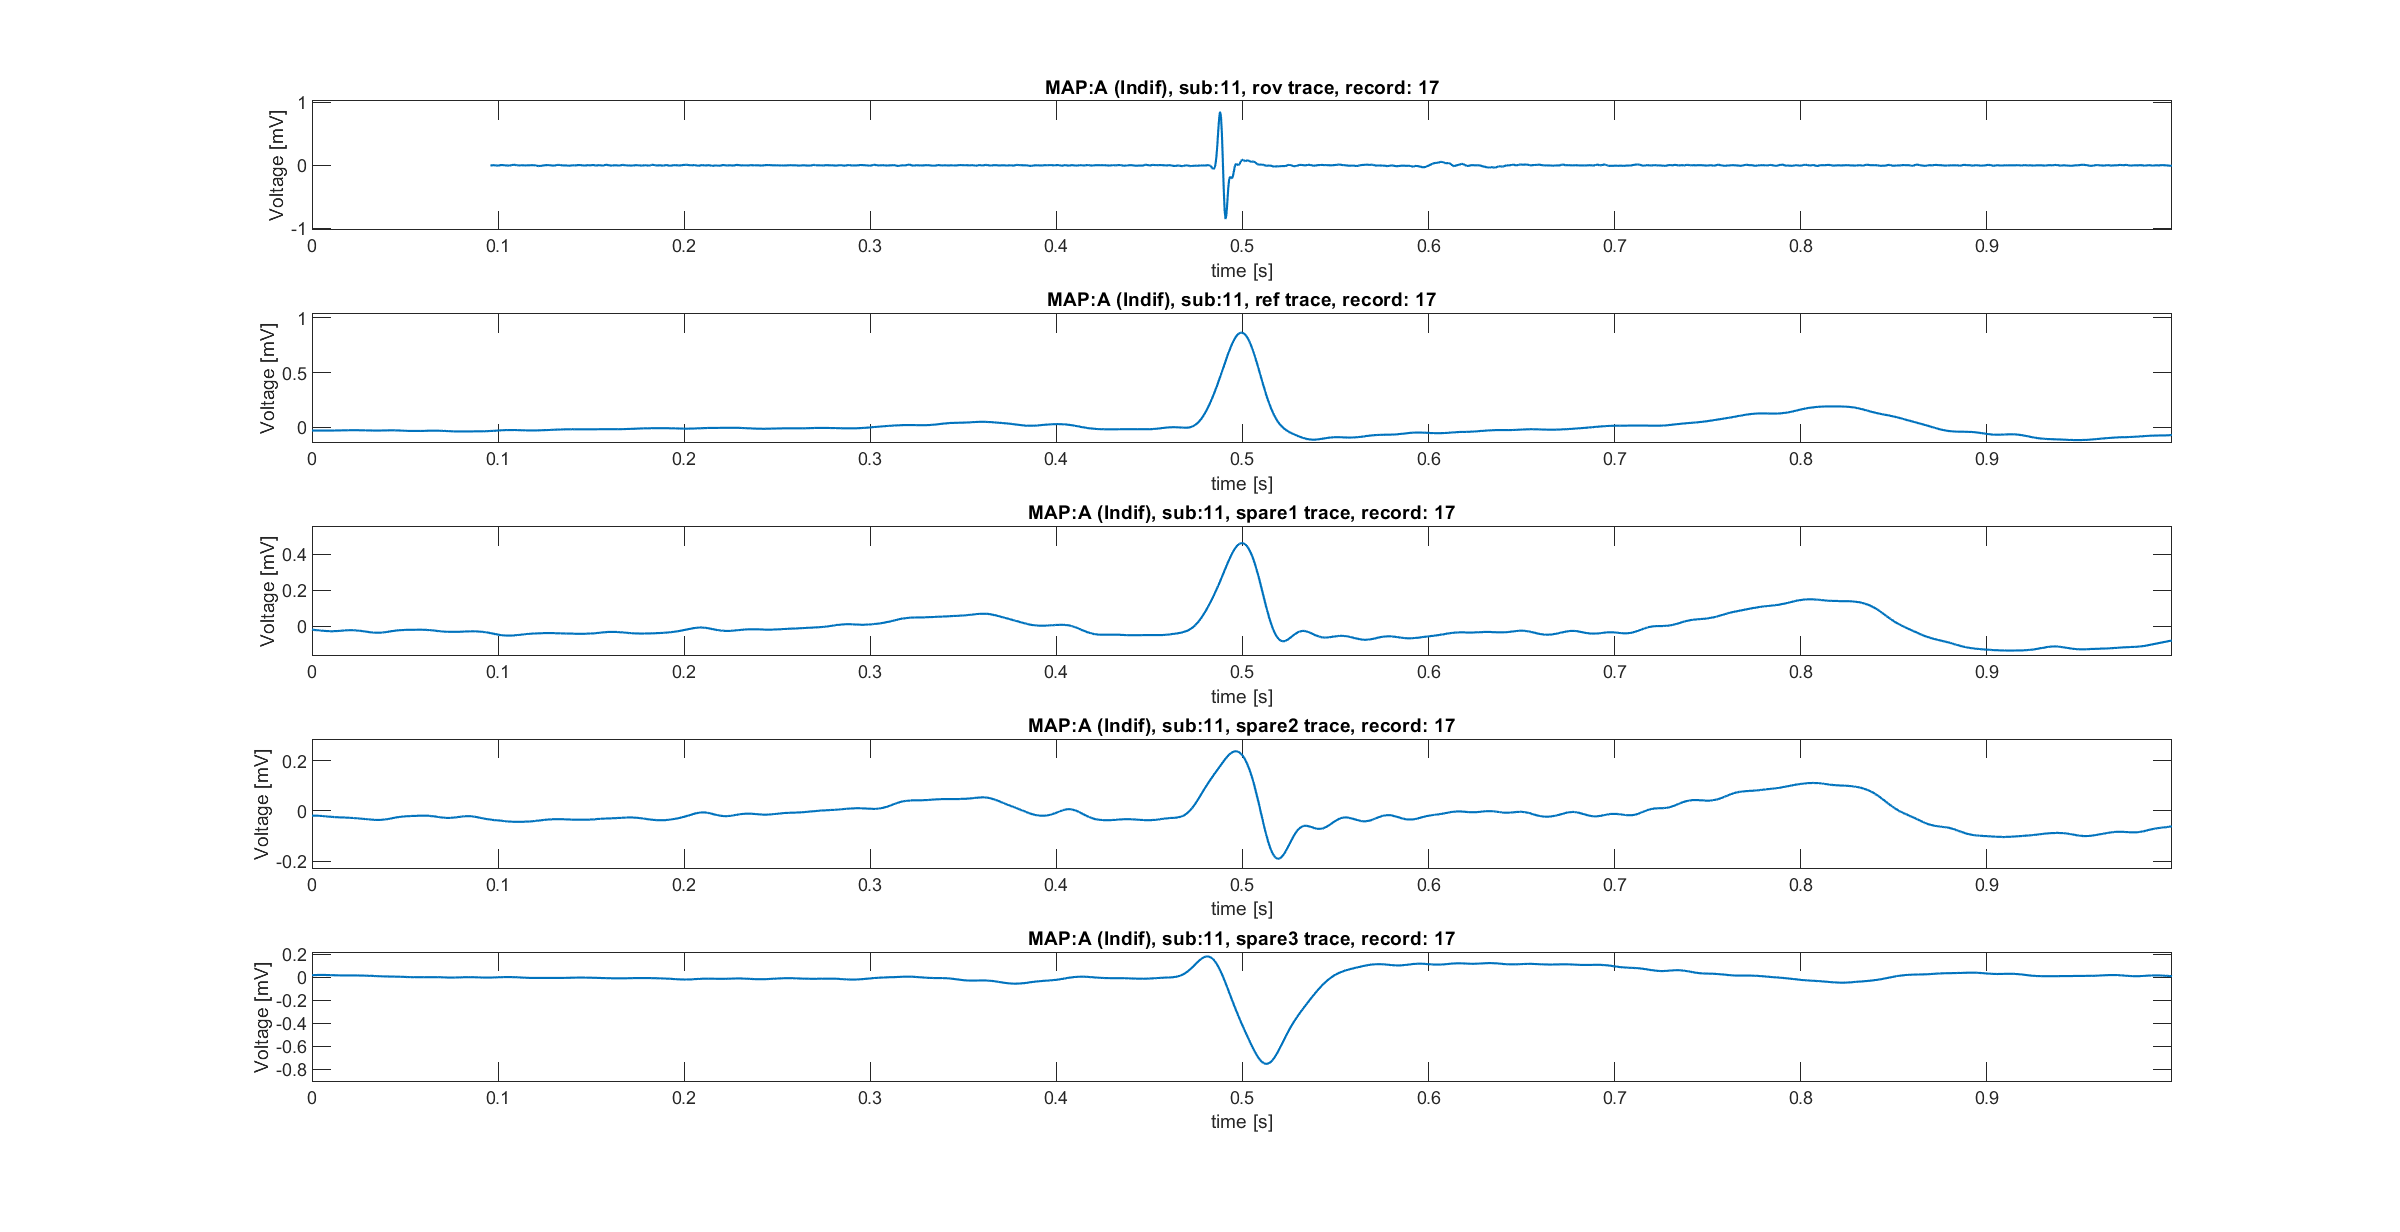 MAP:A (Indif), sub:11, rov trace, record: 17
Voltage [mV]
1
0
-1
0 0.1 0.2 0.3 0.4 0.5 0.6 0.7 0.8 0.9
time [s]
MAP:A (Indif), sub:11, ref trace, record: 17
Voltage [mV]
1
0.5
0
0 0.1 0.2 0.3 0.4 0.5 0.6 0.7 0.8 0.9
time [s]
MAP:A (Indif), sub:11, spare1 trace, record: 17
Voltage [mV]
0.4
0.2
0
0 0.1 0.2 0.3 0.4 0.5 0.6 0.7 0.8 0.9
time [s]
MAP:A (Indif), sub:11, spare2 trace, record: 17
Voltage [mV]
0.2
0
-0.2
0 0.1 0.2 0.3 0.4 0.5 0.6 0.7 0.8 0.9
time [s]
MAP:A (Indif), sub:11, spare3 trace, record: 17
Voltage [mV]
0.2
0
-0.2
-0.4
-0.6
-0.8
0 0.1 0.2 0.3 0.4 0.5 0.6 0.7 0.8 0.9
time [s]